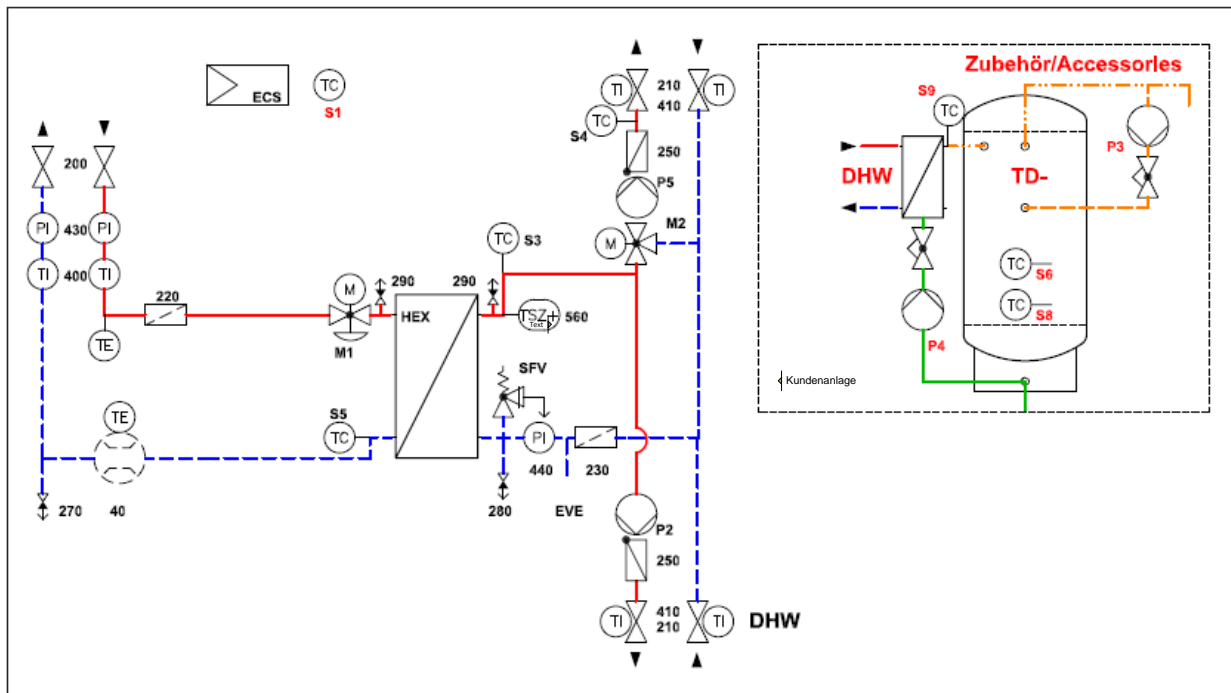 ECS
TC
S1
200
PI
430
PI
TI
400
TI
TE
220
M
M1
290
290
HEX
TC
S3
TSZ+
Text
560
SFV
S5
TC
TE
270
40
PI
440
230
280
EVE
TI
210
410
TI
TC
S4
250
P5
M
M2
P2
250
TI
410
210
TI
DHW
Zubehör/Accessorles
S9
TC
P3
DHW
TD-
TC
S6
TC
S8
P4
Kundenanlage